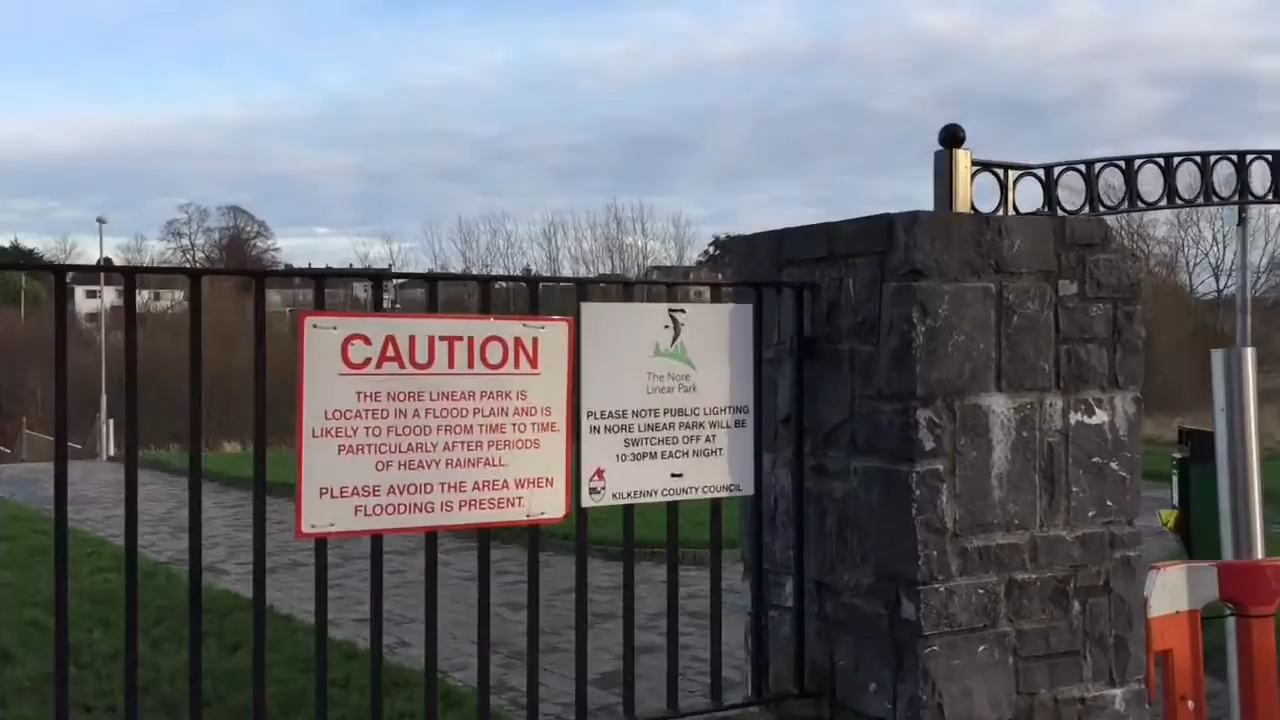 CAUTION
THE NORE LINEAR PARK IS
LOCATED IN A FLOOD PLAIN AND IS
LIKELY TO FLOOD FROM TIME TO TIME,
PARTICULARLY AFTER PERIODS
OF HEAVY RAINFALL.
PLEASE AVOID THE AREA WHEN
FLOODING IS PRESENT.
The Nore
Linear Park
PLEASE NOTE PUBLIC LIGHTING
IN NORE LINEAR PARK WILL BE
SWITCHED OFF AT
10:30PM EACH NIGHT.
KILKENNY COUNTY COUNCIL